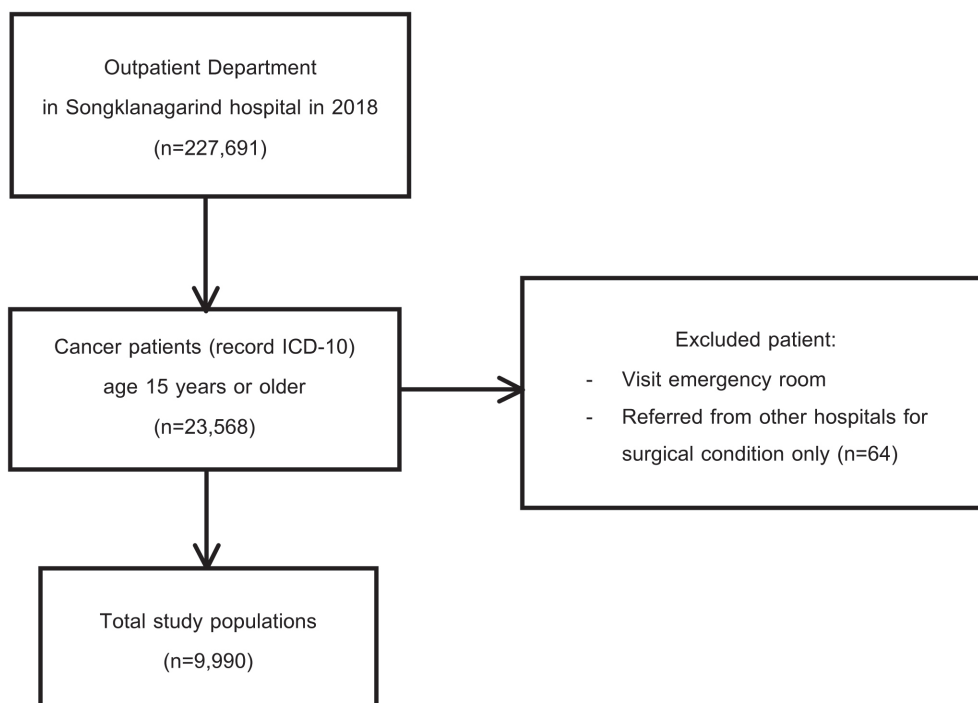 Outpatient Department
in Songklanagarind hospital in 2018
(n=227,691)
Cancer patients (record ICD-10)
age 15 years or older
(n=23,568)
Excluded patient:
- Visit emergency room
- Referred from other hospitals for
surgical condition only (n=64)
Total study populations
(n=9,990)